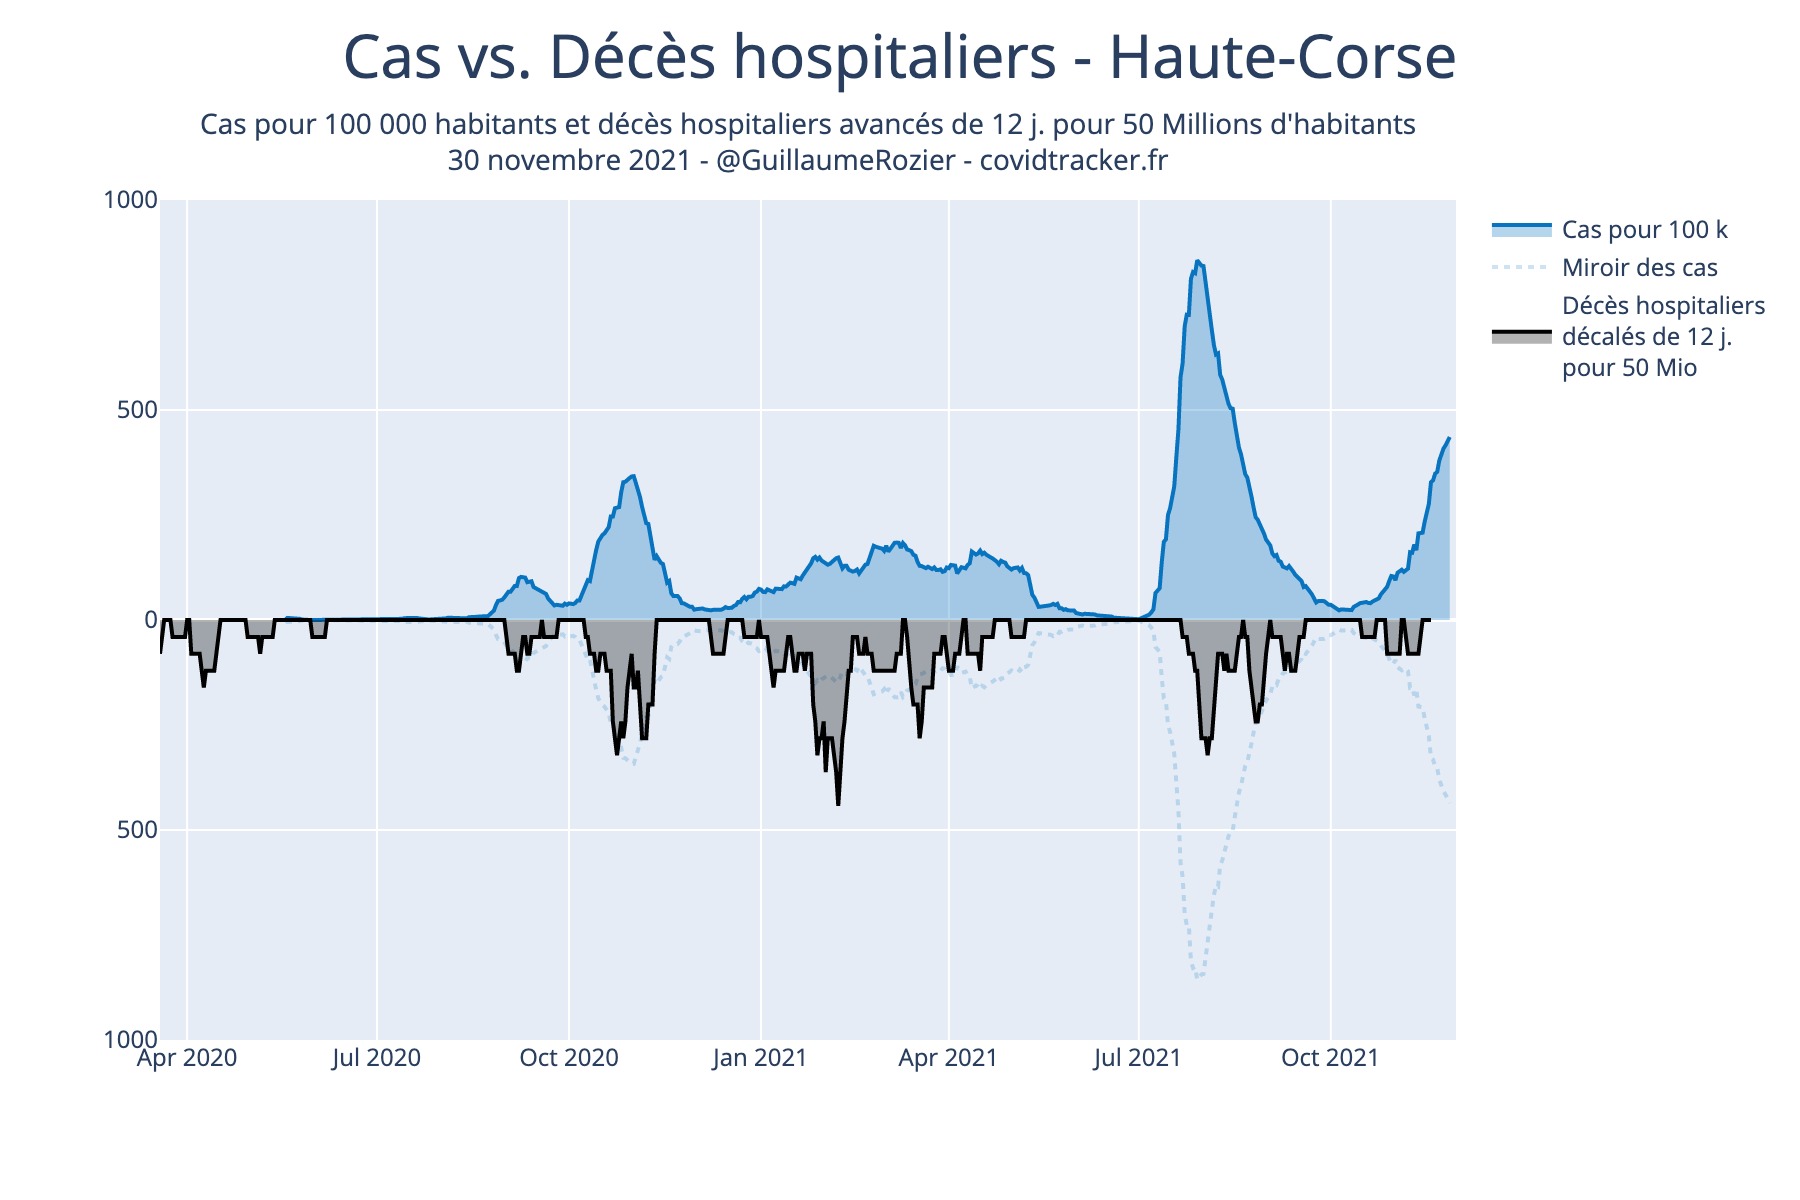 Cas vs. Décès hospitaliers - Haute-Corse
Cas pour 100 000 habitants et décès hospitaliers avancés de 12 j. pour 50 Millions d'habitants
30 novembre 2021 - @GuillaumeRozier - covidtracker.fr
1000
500
0
500
1000
Apr 2020
Jul 2020
Oct 2020
Jan 2021
Apr 2021
Jul 2021
Oct 2021
Cas pour 100 k
Miroir des cas
Décès hospitaliers
décalés de 12 j.
pour 50 Mio